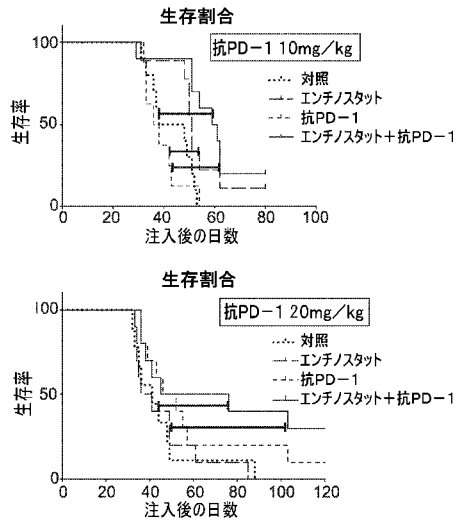 生存割合
抗PD-1 10mg/kg
対照
エンチノスタット
抗PD-1
エンチノスタット+抗PD-1
生存率
100
50
0
0 20 40 60 80 100
注入後の日数
生存割合
抗PD-1 20mg/kg
対照
エンチノスタット
抗PD-1
エンチノスタット+抗PD-1
生存率
100
50
0
0 20 40 60 80 100 120
注入後の日数